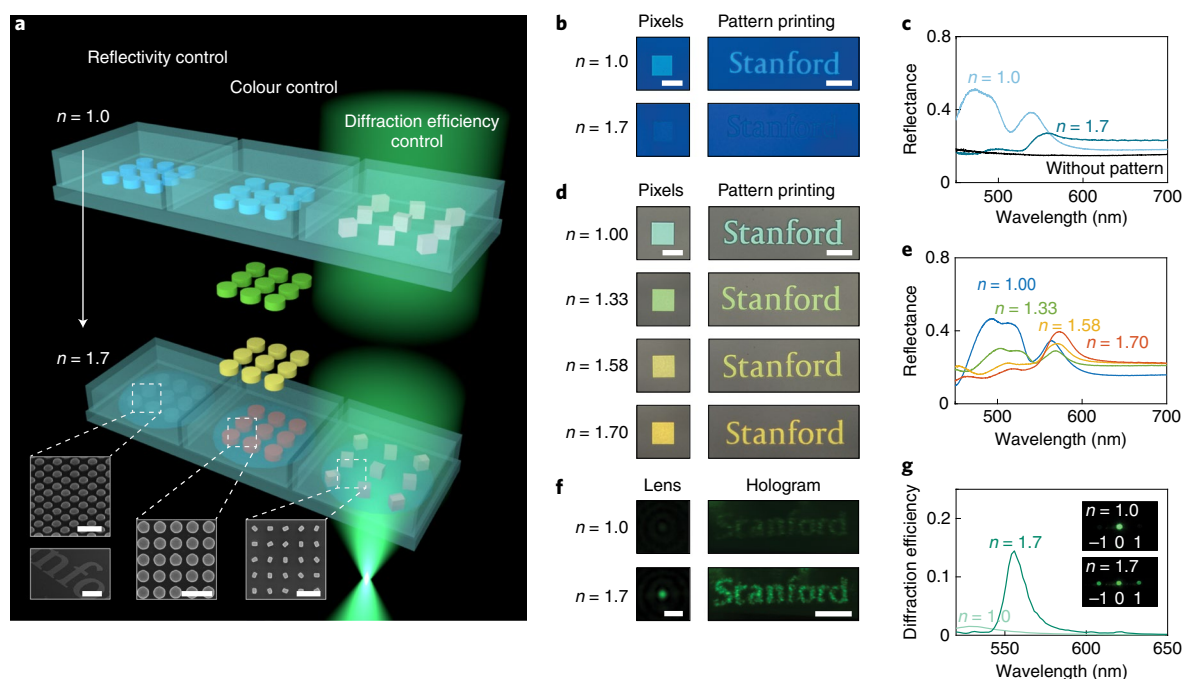 a
Reflectivity control
Colour control
Diffraction efficiency
control
n = 1.0
n = 1.7
nfo
b
Pixels
Pattern printing
n = 1.0
Stanford
n = 1.7
Stanford
c
0.8
0.4
0
Reflectance
n = 1.0
n = 1.7
Without pattern
500
600
700
Wavelength (nm)
d
Pixels
Pattern printing
n = 1.00
Stanford
n = 1.33
Stanford
n = 1.58
Stanford
n = 1.70
Stanford
e
0.8
0.4
0
Reflectance
n = 1.00
n = 1.33
n = 1.58
n = 1.70
500
600
700
Wavelength (nm)
f
Lens
Hologram
n = 1.0
Stanford
n = 1.7
Stanford
g
0.2
0.1
0
Diffraction efficiency
n = 1.7
n = 1.0
n = 1.0
–1 0 1
n = 1.7
–1 0 1
550
600
650
Wavelength (nm)